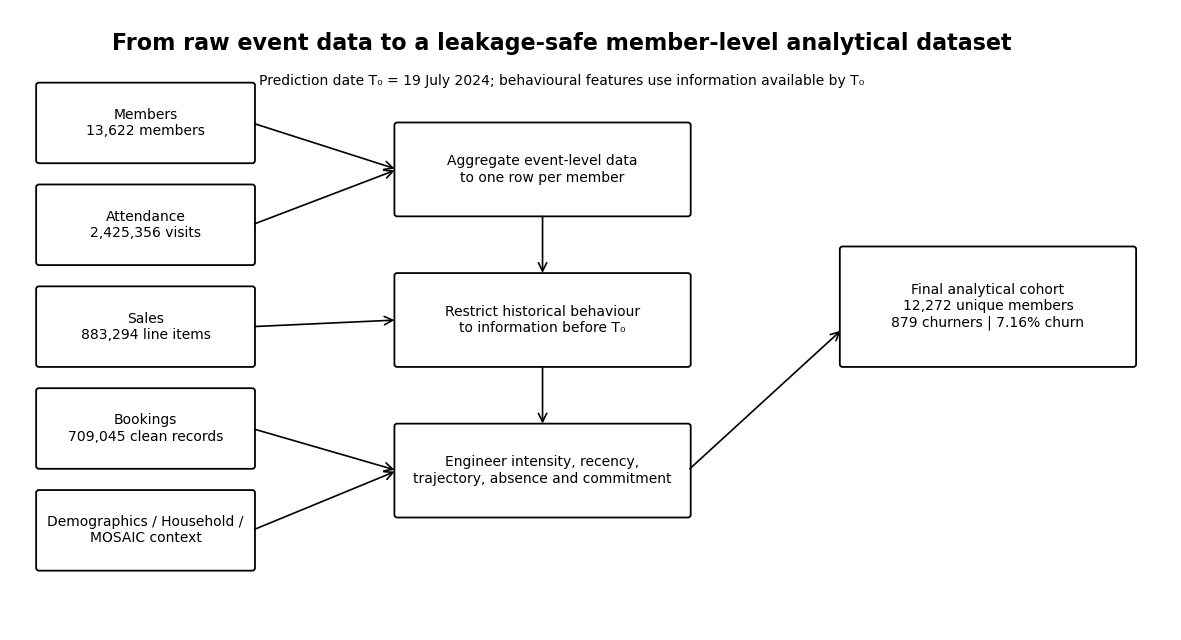 From raw event data to a leakage-safe member-level analytical dataset
Prediction date T₀ = 19 July 2024; behavioural features use information available by T₀
Members
13,622 members
Attendance
2,425,356 visits
Sales
883,294 line items
Bookings
709,045 clean records
Demographics / Household /
MOSAIC context
Aggregate event-level data
to one row per member
Restrict historical behaviour
to information before T₀
Engineer intensity, recency,
trajectory, absence and commitment
Final analytical cohort
12,272 unique members
879 churners | 7.16% churn